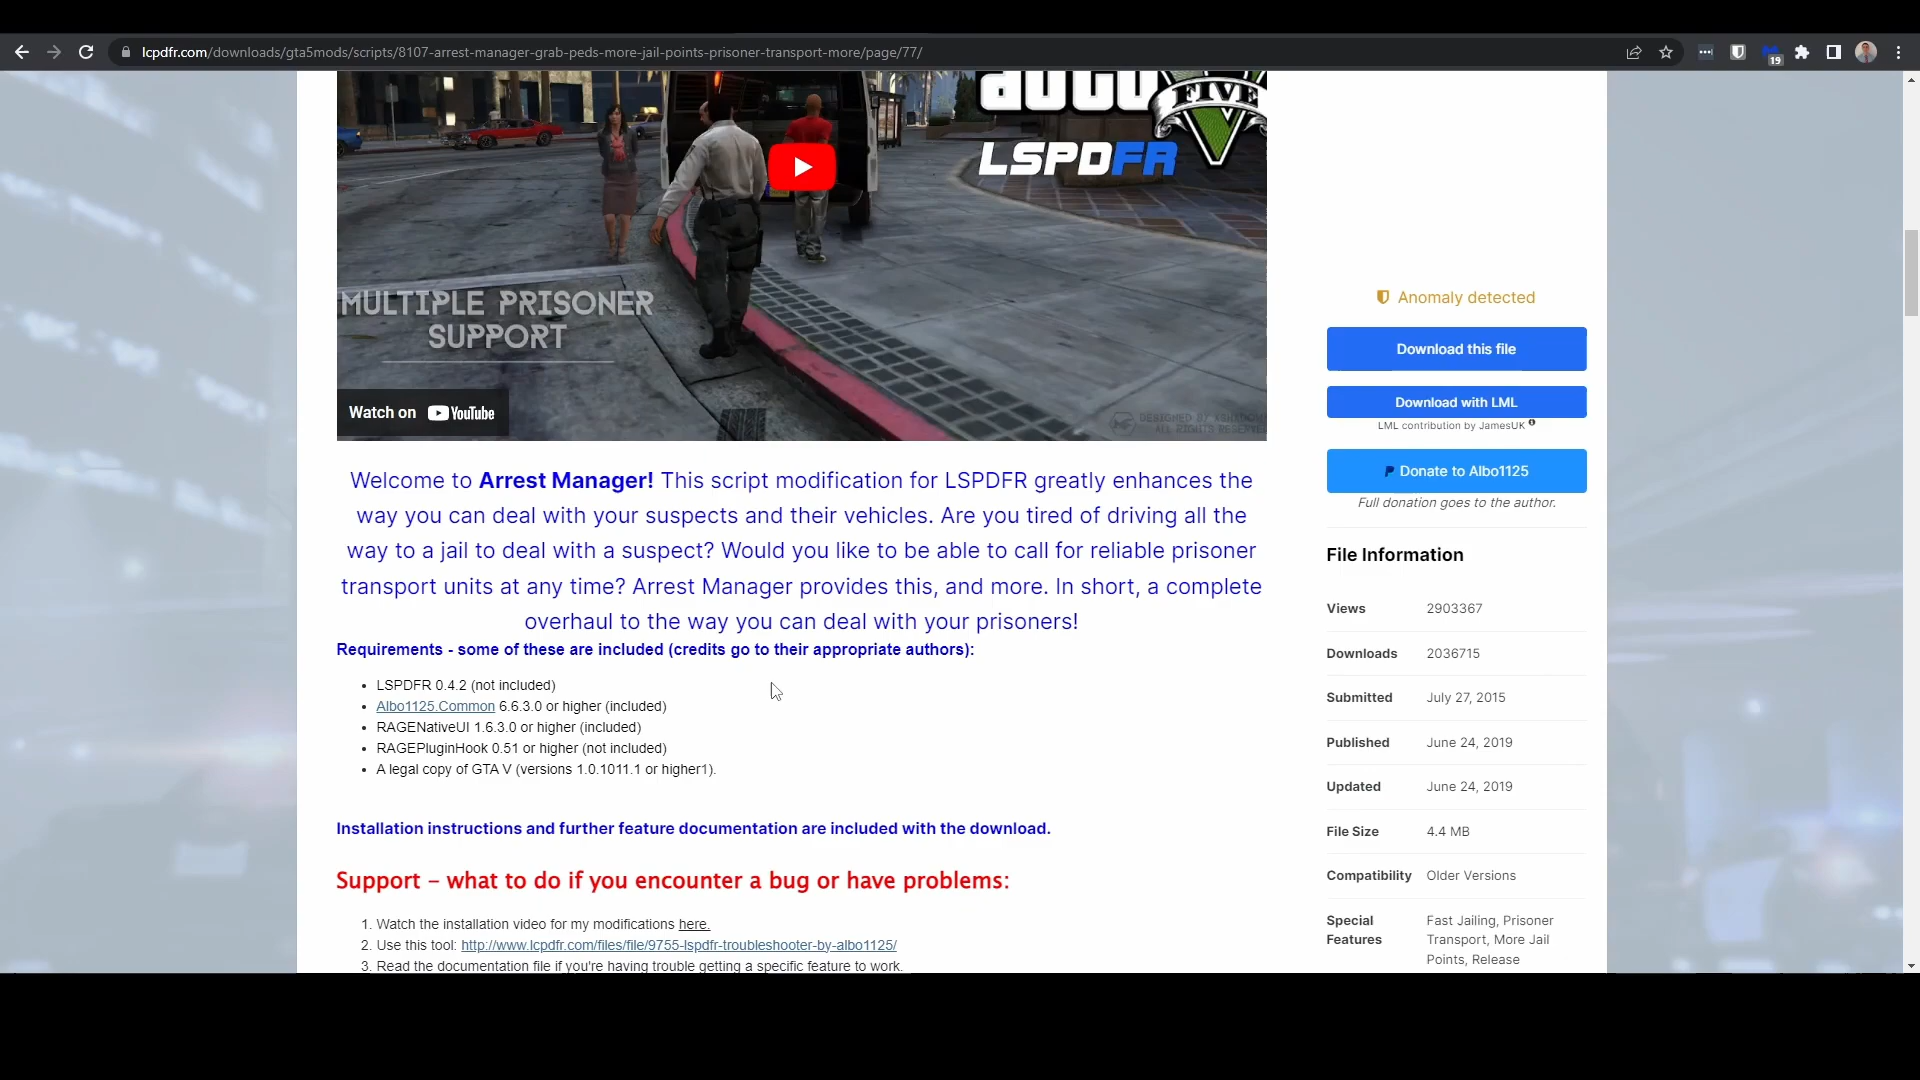 lcpdfr.com/downloads/gta5mods/scripts/8107-arrest-manager-grab-peds-more-jail-points-prisoner-transport-more/page/77/
19
auto
FIVE
LSPDFR
MULTIPLE PRISONER
SUPPORT
Watch on YouTube
Welcome to Arrest Manager! This script modification for LSPDFR greatly enhances the
way you can deal with your suspects and their vehicles. Are you tired of driving all the
way to a jail to deal with a suspect? Would you like to be able to call for reliable prisoner
transport units at any time? Arrest Manager provides this, and more. In short, a complete
overhaul to the way you can deal with your prisoners!
Requirements - some of these are included (credits go to their appropriate authors):
• LSPDFR 0.4.2 (not included)
• Albo1125.Common 6.6.3.0 or higher (included)
• RAGENativeUI 1.6.3.0 or higher (included)
• RAGEPluginHook 0.51 or higher (not included)
• A legal copy of GTA V (versions 1.0.1011.1 or higher1).
Installation instructions and further feature documentation are included with the download.
Support – what to do if you encounter a bug or have problems:
1. Watch the installation video for my modifications here.
2. Use this tool: http://www.lcpdfr.com/files/file/9755-lspdfr-troubleshooter-by-albo1125/
3. Read the documentation file if you're having trouble getting a specific feature to work.
Anomaly detected
Download this file
Download with LML
LML contribution by JamesUK
Donate to Albo1125
Full donation goes to the author.
File Information
Views 2903367
Downloads 2036715
Submitted July 27, 2015
Published June 24, 2019
Updated June 24, 2019
File Size 4.4 MB
Compatibility Older Versions
Special Fast Jailing, Prisoner
Features Transport, More Jail
Points, Release